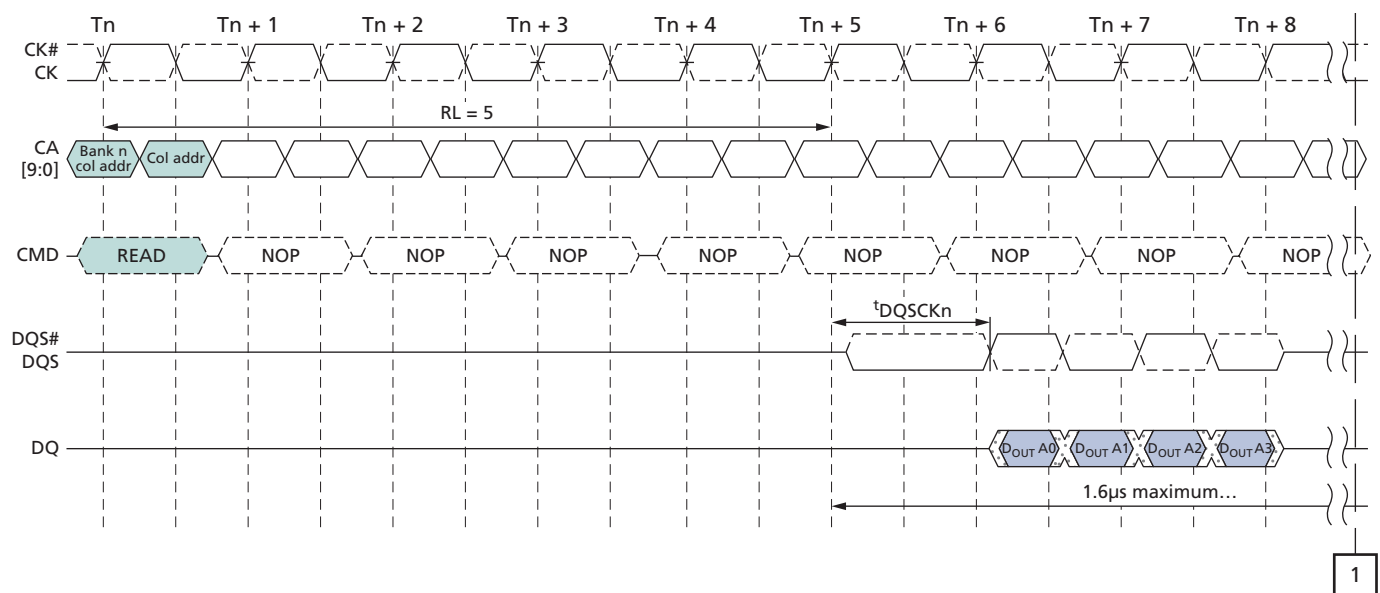 Tn Tn + 1 Tn + 2 Tn + 3 Tn + 4 Tn + 5 Tn + 6 Tn + 7 Tn + 8
CK#
CK
RL = 5
CA
[9:0]
Bank n
col addr
Col addr
CMD READ NOP NOP NOP NOP NOP NOP NOP NOP
tDQSCKn
DQS#
DQS
DQ DOUT A0 DOUT A1 DOUT A2 DOUT A3
1.6µs maximum…
1